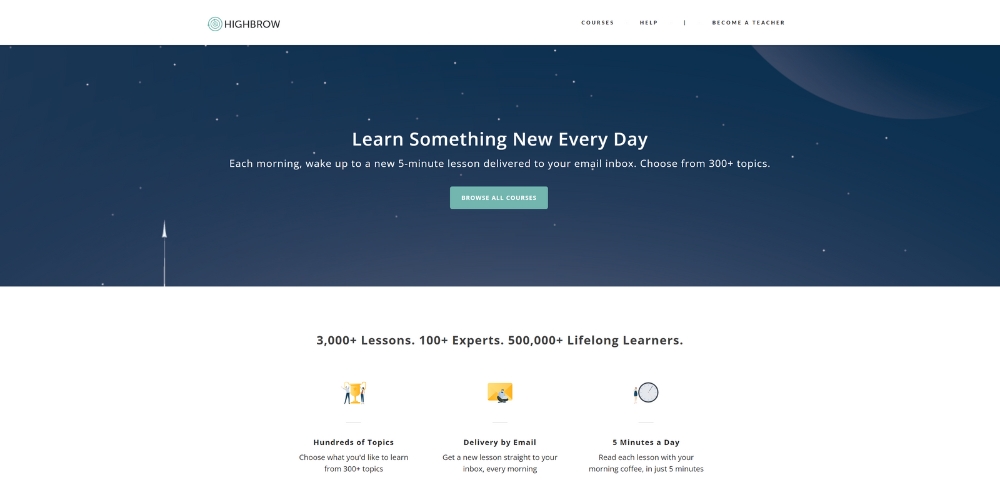 HIGHBROW
COURSES HELP | BECOME A TEACHER
Learn Something New Every Day
Each morning, wake up to a new 5-minute lesson delivered to your email inbox. Choose from 300+ topics.
BROWSE ALL COURSES
3,000+ Lessons. 100+ Experts. 500,000+ Lifelong Learners.
Hundreds of Topics
Choose what you'd like to learn
from 300+ topics
Delivery by Email
Get a new lesson straight to your
inbox, every morning
5 Minutes a Day
Read each lesson with your
morning coffee, in just 5 minutes